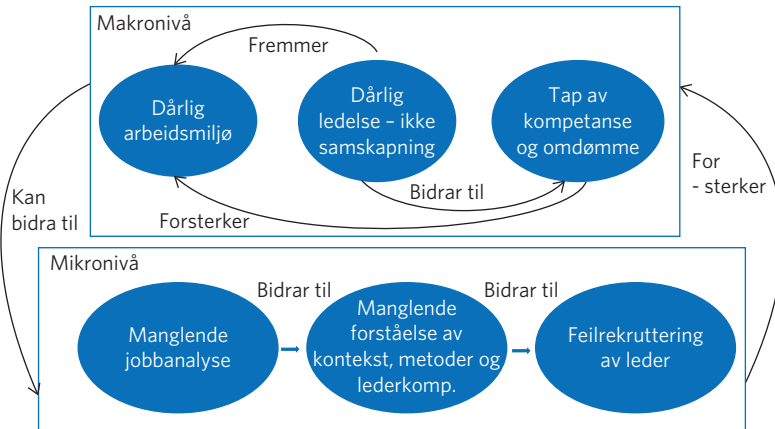 Makronivå
Fremmer
Dårlig
arbeidsmiljø
Dårlig
ledelse – ikke
samskapning
Tap av
kompetanse
og omdømme
Bidrar til
Forsterker
Kan
bidra til
For
- sterker
Mikronivå
Bidrar til
Bidrar til
Manglende
jobbanalyse
Manglende
forståelse av
kontekst, metoder og
lederkomp.
Feilrekruttering
av leder